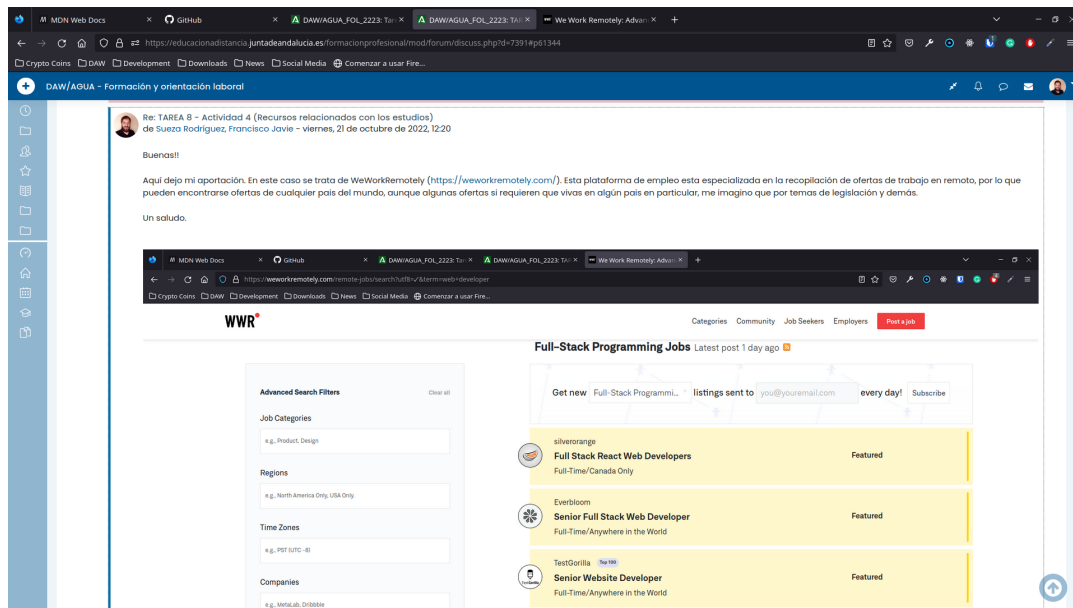 MDN Web Docs
GitHub
DAW/AGUA_FOL_2223: Tar
DAW/AGUA_FOL_2223: TAR
We Work Remotely: Advan
https://educacionadistancia.juntadeandalucia.es/formacionprofesional/mod/forum/discuss.php?d=7391#p61344
Crypto Coins DAW Development Downloads News Social Media Comenzar a usar Fire...
DAW/AGUA - Formación y orientación laboral
Re: TAREA 8 - Actividad 4 (Recursos relacionados con los estudios)
de Sueza Rodríguez, Francisco Javie - viernes, 21 de octubre de 2022, 12:20
Buenas!!
Aquí dejo mi aportación. En este caso se trata de WeWorkRemotely (https://weworkremotely.com/). Esta plataforma de empleo esta especializada en la recopilación de ofertas de trabajo en remoto, por lo que
pueden encontrarse ofertas de cualquier pais del mundo, aunque algunas ofertas si requieren que vivas en algún pais en particular, me imagino que por temas de legislación y demás.
Un saludo.
MDN Web Docs
GitHub
DAW/AGUA_FOL_2223: Tar
DAW/AGUA_FOL_2223: TAR
We Work Remotely: Advan
https://weworkremotely.com/remote-jobs/search?utf8=✓&term=web+developer
Crypto Coins DAW Development Downloads News Social Media Comenzar a usar Fire...
WWR
Categories Community Job Seekers Employers Post a job
Full-Stack Programming Jobs Latest post 1 day ago
Advanced Search Filters Clear all
Get new Full-Stack Programmi... listings sent to you@youremail.com every day! Subscribe
Job Categories
e.g., Product, Design
Regions
e.g., North America Only, USA Only,
Time Zones
e.g., PST (UTC -8)
Companies
e.g., MetaLab, Dribbble
silverorange
Full Stack React Web Developers Featured
Full-Time/Canada Only
Everbloom
Senior Full Stack Web Developer Featured
Full-Time/Anywhere in the World
TestGorilla Top 100
Senior Website Developer Featured
Full-Time/Anywhere in the World